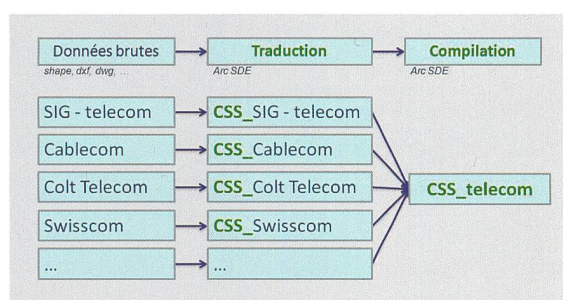 Données brutes
Traduction
Compilation
shape, dxf, dwg, ...
Arc SDE
Arc SDE
SIG - telecom
CSS_SIG - telecom
Cablecom
CSS_Cablecom
Colt Telecom
CSS_Colt Telecom
CSS_telecom
Swisscom
CSS_Swisscom
...
...